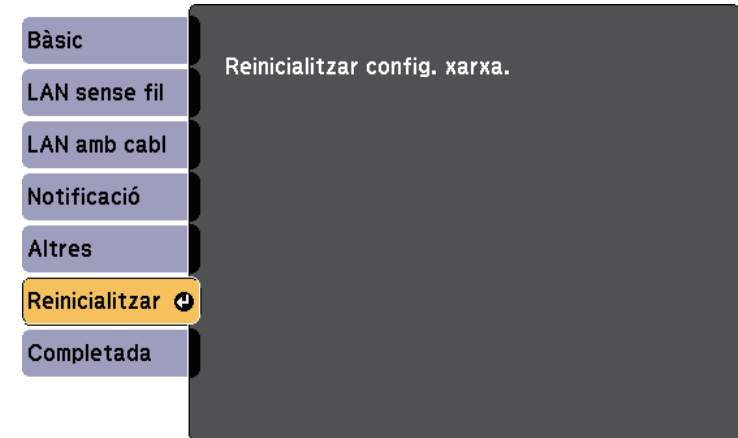 Bàsic
Reinicialitzar config. xarxa.
LAN sense fil
LAN amb cabl
Notificació
Altres
Reinicialitzar
Completada